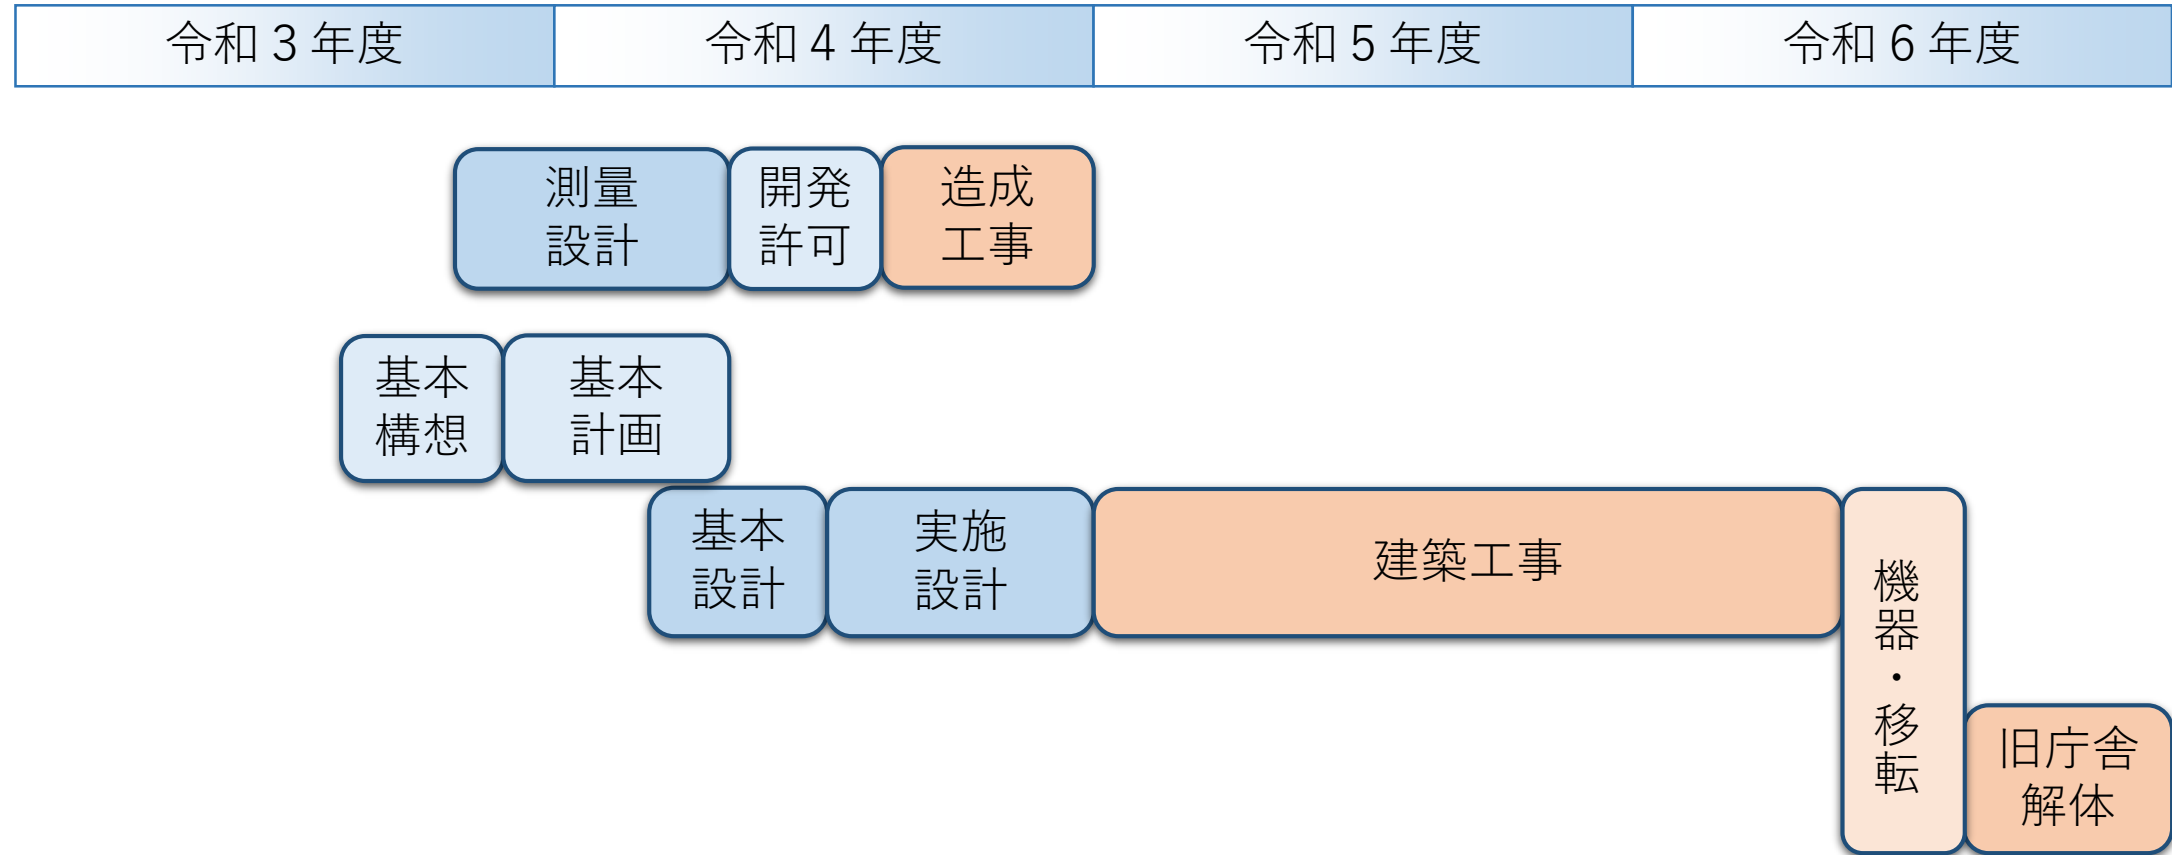 令和３年度
令和４年度
令和５年度
令和６年度
測量
設計
開発
許可
造成
工事
基本
構想
基本
計画
基本
設計
実施
設計
建築工事
機器・移転
旧庁舎
解体